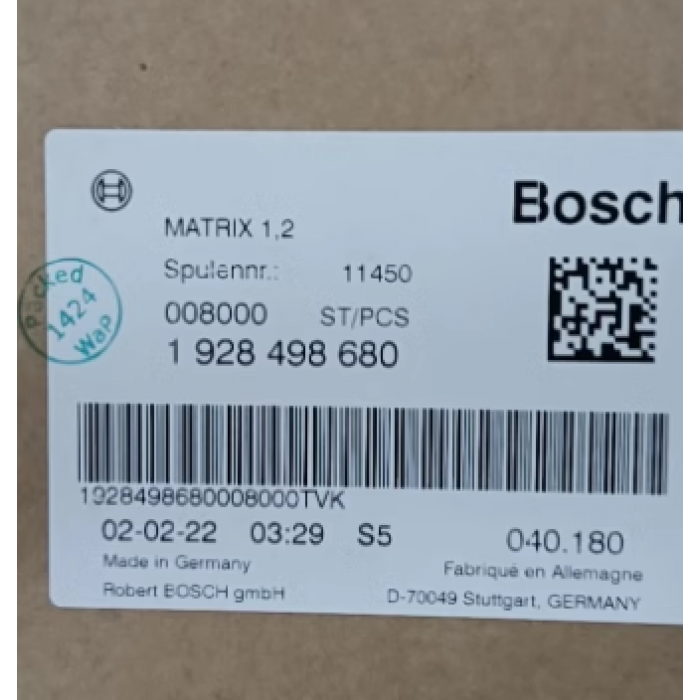 Bosch
MATRIX 1,2
Spulennr.: 11450
008000 ST/PCS
1 928 498 680
Packed
1424
Wap
1928498680008000TVK
02-02-22 03:29 S5 040.180
Made in Germany Fabriqué en Allemagne
Robert BOSCH gmbH D-70049 Stuttgart, GERMANY